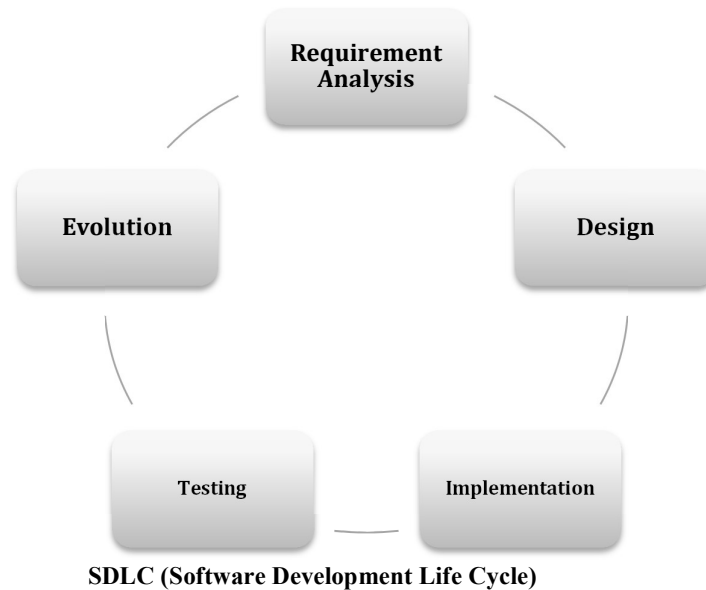 Requirement
Analysis
Evolution
Design
Testing
Implementation
SDLC (Software Development Life Cycle)